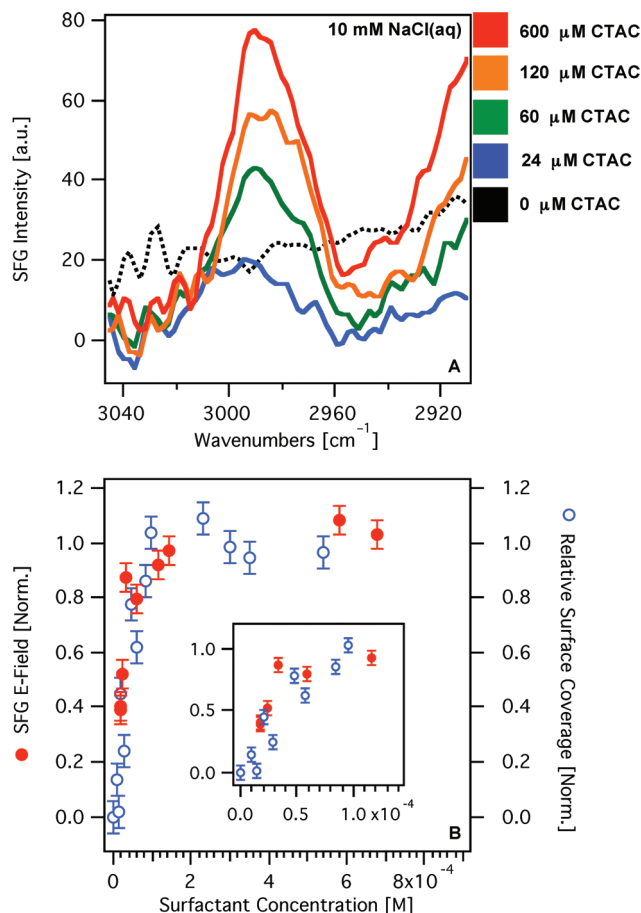 10 mM NaCl(aq)
600 μM CTAC
120 μM CTAC
60 μM CTAC
24 μM CTAC
0 μM CTAC
80
60
40
20
0
SFG Intensity [a.u.]
A
3040 3000 2960 2920
Wavenumbers [cm⁻¹]
1.2
1.0
0.8
0.6
0.4
0.2
0.0
SFG E-Field [Norm.]
1.0
0.5
0.0
0.0 0.5 1.0x10⁻⁴
B
1.2
1.0
0.8
0.6
0.4
0.2
0.0
Relative Surface Coverage [Norm.]
0 2 4 6 8x10⁻⁴
Surfactant Concentration [M]